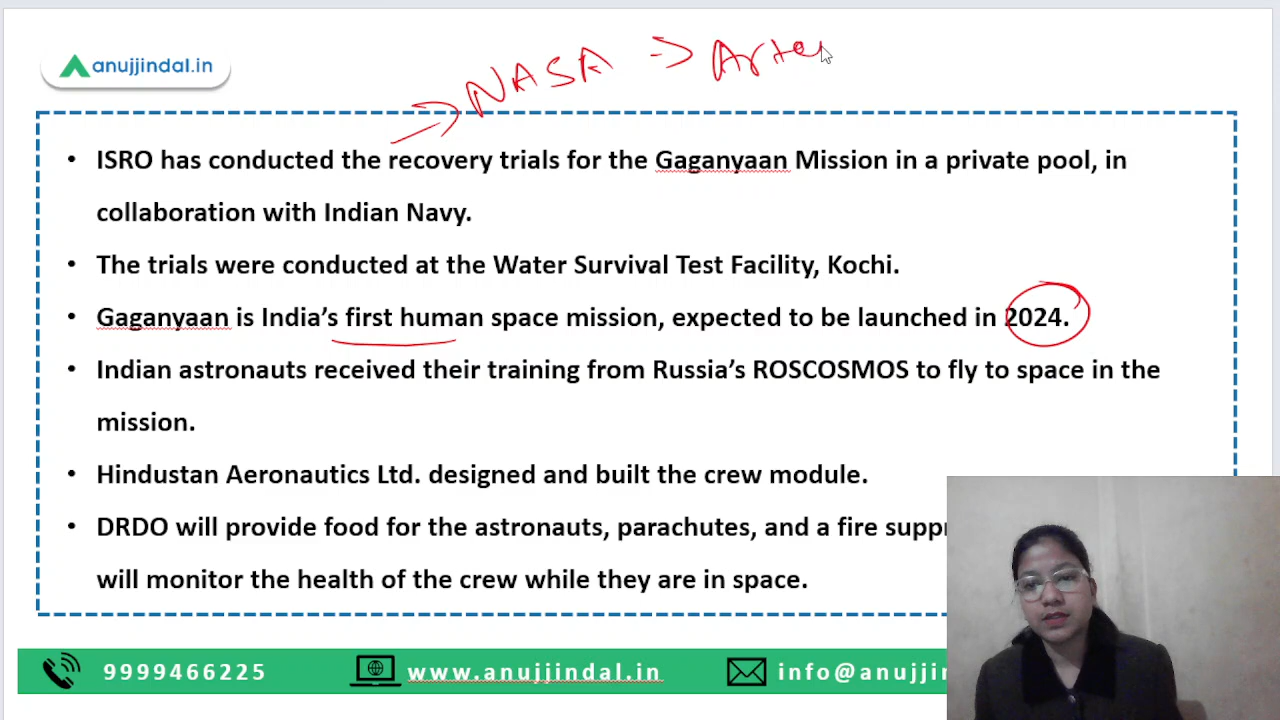 NASA → Artem
anujjindal.in
• ISRO has conducted the recovery trials for the Gaganyaan Mission in a private pool, in
collaboration with Indian Navy.
• The trials were conducted at the Water Survival Test Facility, Kochi.
• Gaganyaan is India's first human space mission, expected to be launched in 2024.
• Indian astronauts received their training from Russia's ROSCOSMOS to fly to space in the
mission.
• Hindustan Aeronautics Ltd. designed and built the crew module.
• DRDO will provide food for the astronauts, parachutes, and a fire
will monitor the health of the crew while they are in space.
9999466225 www.anujjindal.in